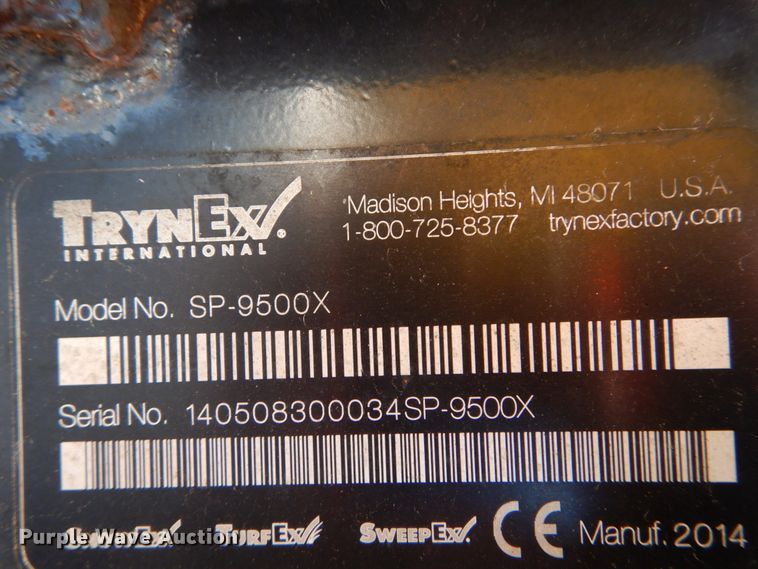 TRYNEX®
INTERNATIONAL
Madison Heights, MI 48071 U.S.A.
1-800-725-8377 trynexfactory.com
Model No. SP-9500X
Serial No. 140508300034SP-9500X
SNOWEX TURFEX SWEEPEX CE Manuf. 2014
Purple Wave Auction